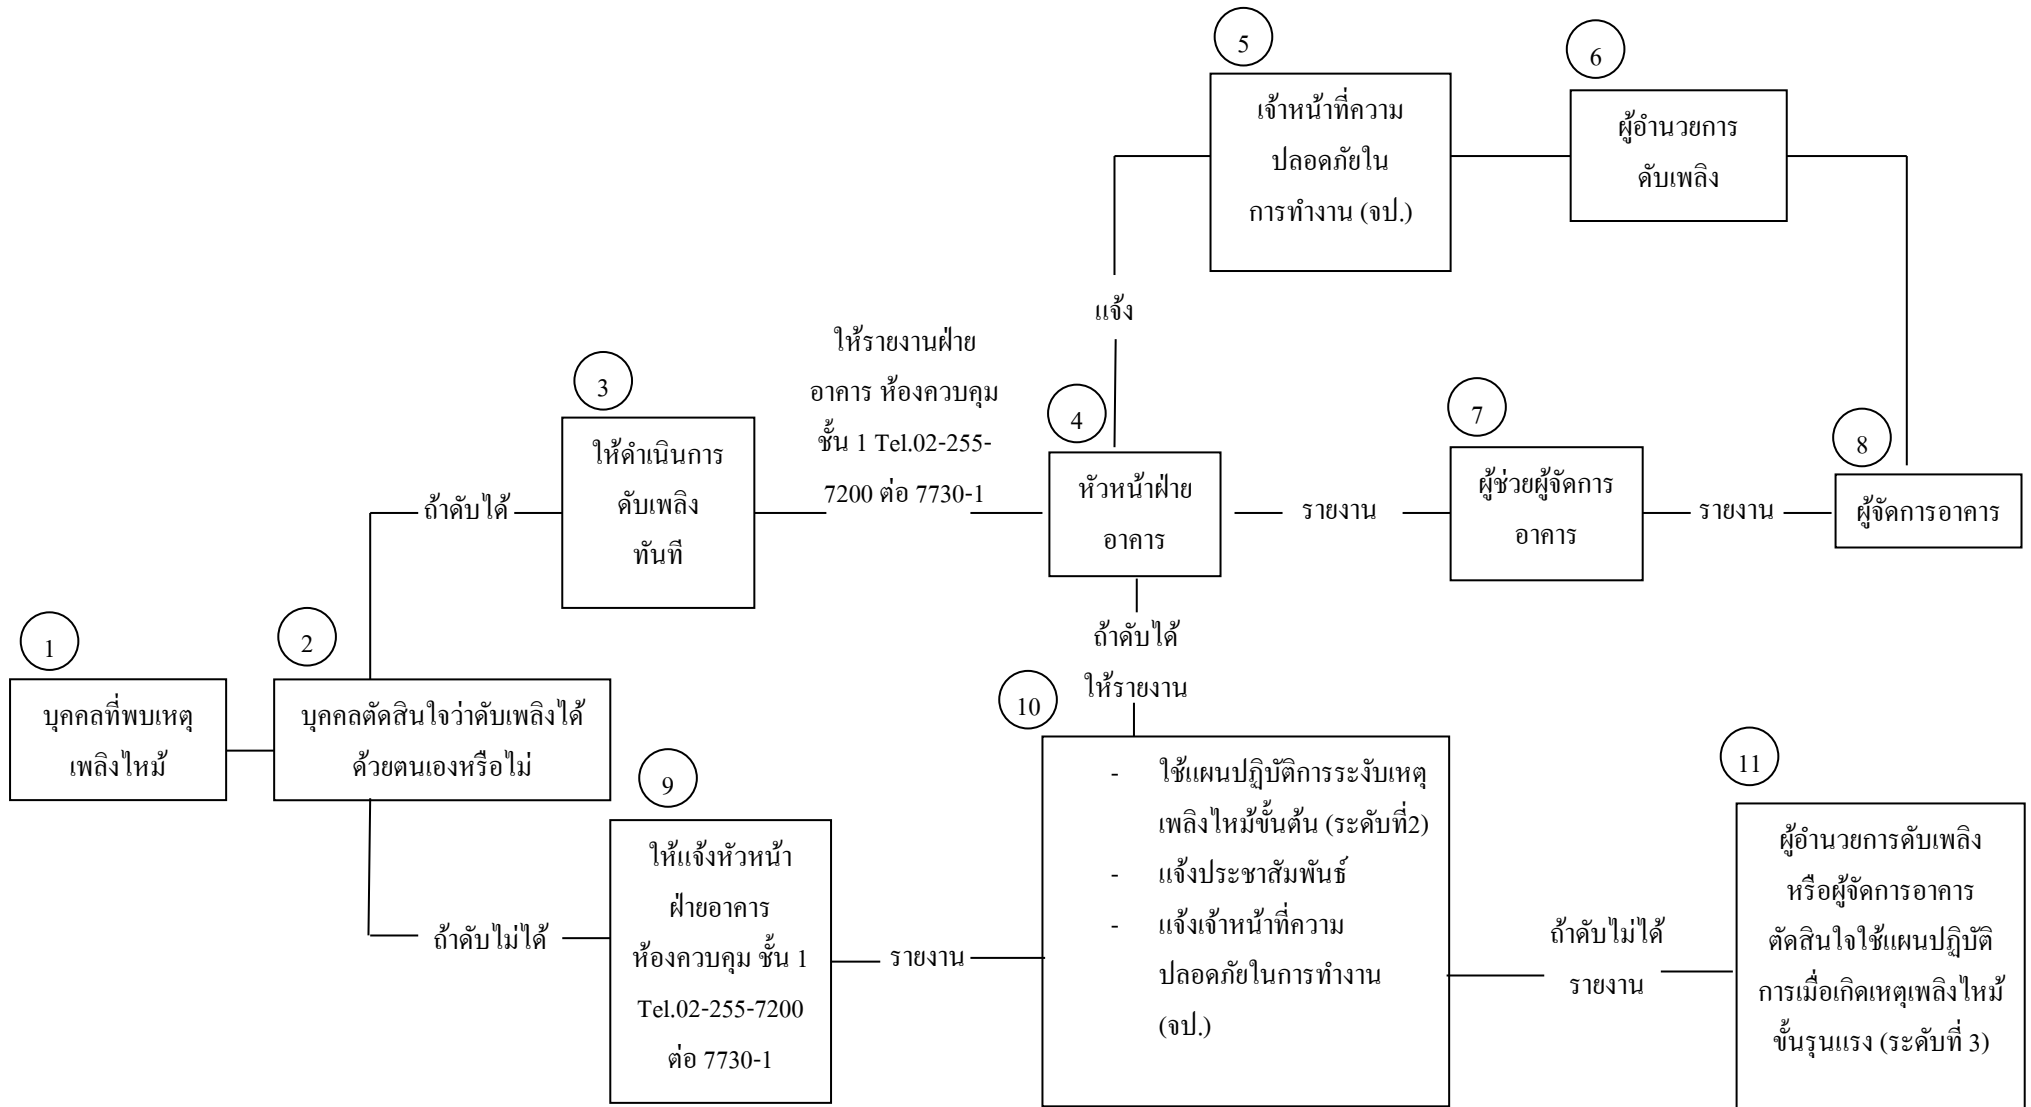 1
บุคคลที่พบเหตุ
เพลิงไหม้
2
บุคคลตัดสินใจว่าดับเพลิงได้
ด้วยตนเองหรือไม่
ถ้าดับได้
3
ให้ดำเนินการ
ดับเพลิง
ทันที
ให้รายงานฝ่าย
อาคาร ห้องควบคุม
ชั้น 1 Tel.02-255-
7200 ต่อ 7730-1
4
หัวหน้าฝ่าย
อาคาร
แจ้ง
5
เจ้าหน้าที่ความ
ปลอดภัยใน
การทำงาน (จป.)
6
ผู้อำนวยการ
ดับเพลิง
รายงาน
7
ผู้ช่วยผู้จัดการ
อาคาร
รายงาน
8
ผู้จัดการอาคาร
ถ้าดับไม่ได้
9
ให้แจ้งหัวหน้า
ฝ่ายอาคาร
ห้องควบคุม ชั้น 1
Tel.02-255-7200
ต่อ 7730-1
รายงาน
ถ้าดับได้
ให้รายงาน
10
- ใช้แผนปฏิบัติการระงับเหตุ
เพลิงไหม้ขั้นต้น (ระดับที่2)
- แจ้งประชาสัมพันธ์
- แจ้งเจ้าหน้าที่ความ
ปลอดภัยในการทำงาน
(จป.)
ถ้าดับไม่ได้
รายงาน
11
ผู้อำนวยการดับเพลิง
หรือผู้จัดการอาคาร
ตัดสินใจใช้แผนปฏิบัติ
การเมื่อเกิดเหตุเพลิงไหม้
ขั้นรุนแรง (ระดับที่ 3)